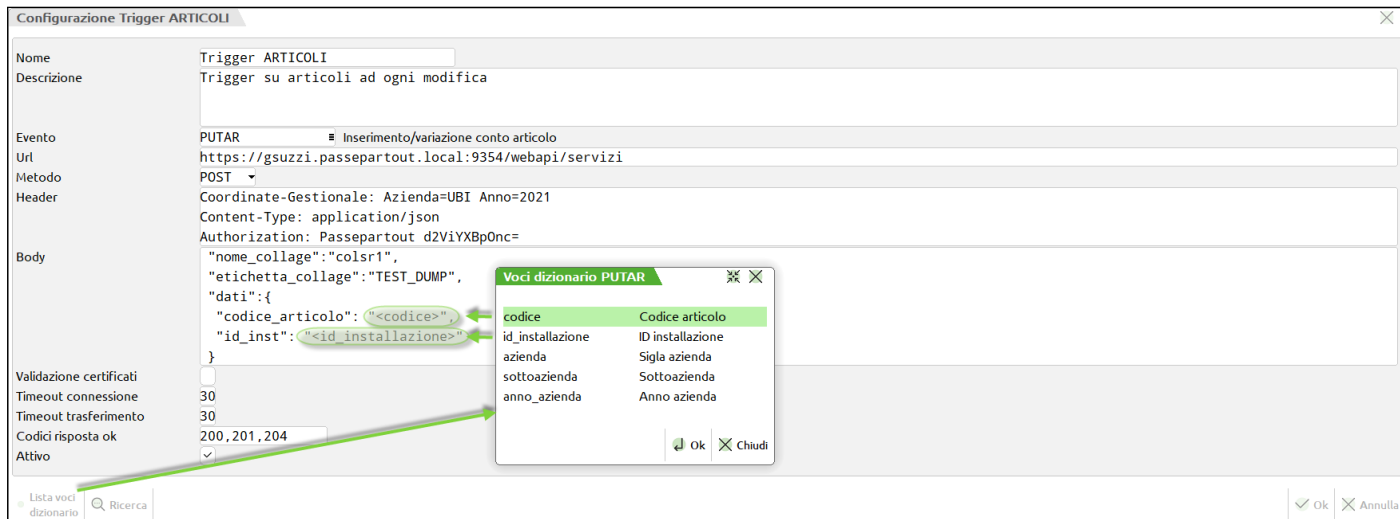 Configurazione Trigger ARTICOLI
Nome Trigger ARTICOLI
Descrizione Trigger su articoli ad ogni modifica
Evento PUTAR Inserimento/variazione conto articolo
Url https://gsuzzi.passepartout.local:9354/webapi/servizi
Metodo POST
Header Coordinate-Gestionale: Azienda=UBI Anno=2021
Content-Type: application/json
Authorization: Passepartout d2ViYXBpOnc=
Body "nome_collage":"colsr1",
"etichetta_collage":"TEST_DUMP",
"dati":{
"codice_articolo": "<codice>",
"id_inst": "<id_installazione>"
}
Validazione certificati
Timeout connessione 30
Timeout trasferimento 30
Codici risposta ok 200,201,204
Attivo
Voci dizionario PUTAR
codice Codice articolo
id_installazione ID installazione
azienda Sigla azienda
sottoazienda Sottoazienda
anno_azienda Anno azienda
Ok Chiudi
Lista voci
dizionario
Ricerca
Ok Annulla